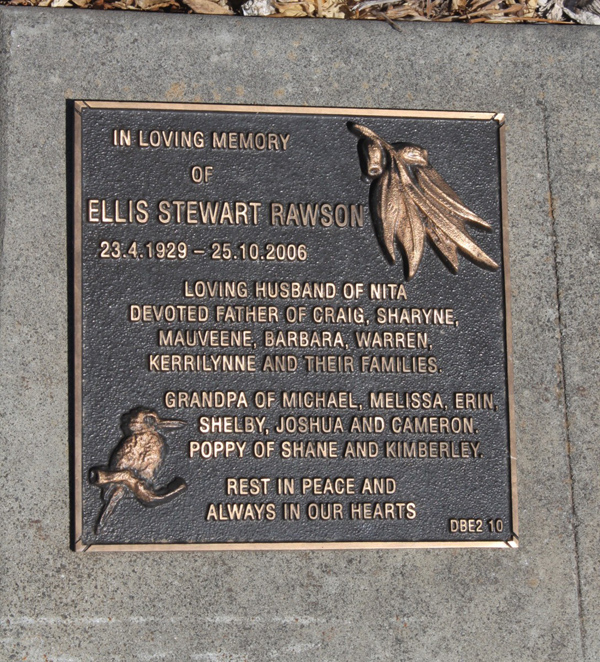 IN LOVING MEMORY
OF
ELLIS STEWART RAWSON
23.4.1929 – 25.10.2006
LOVING HUSBAND OF NITA
DEVOTED FATHER OF CRAIG, SHARYNE,
MAUVEENE, BARBARA, WARREN,
KERRILYNNE AND THEIR FAMILIES.
GRANDPA OF MICHAEL, MELISSA, ERIN,
SHELBY, JOSHUA AND CAMERON.
POPPY OF SHANE AND KIMBERLEY.
REST IN PEACE AND
ALWAYS IN OUR HEARTS
DBE2 10